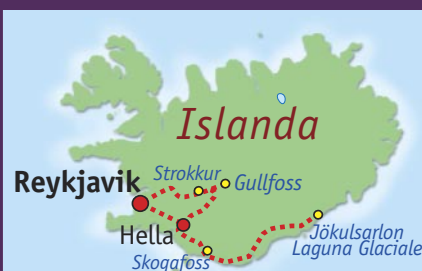 Islanda
Strokkur
Gullfoss
Reykjavik
Hella
Jökulsarlon
Laguna Glaciale
Skogafoss